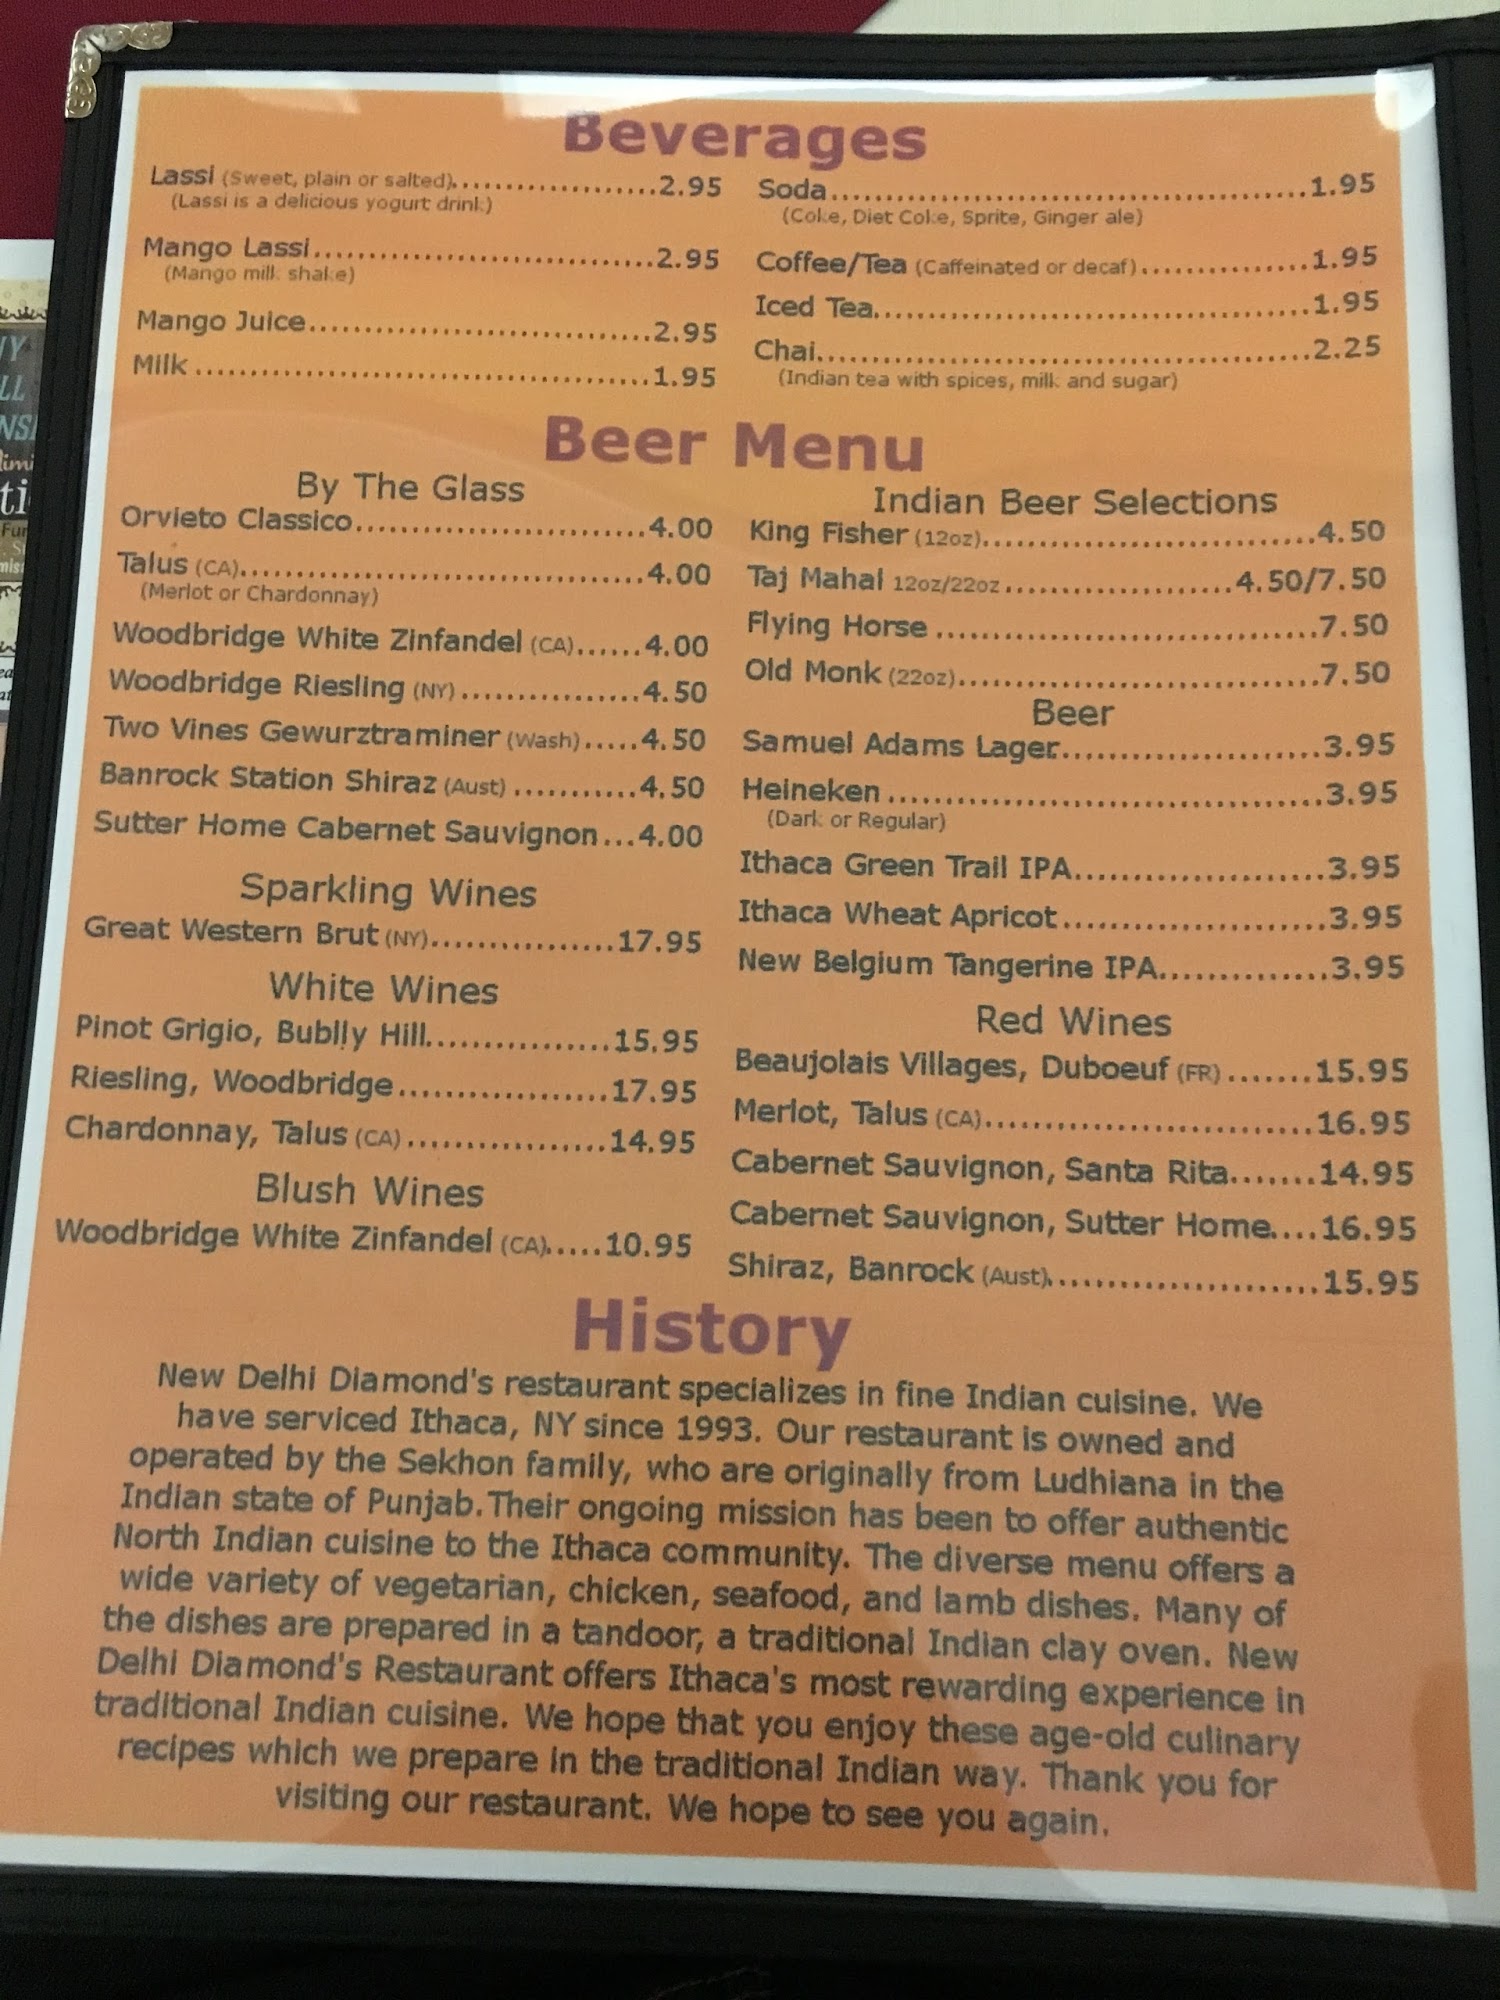 Beverages
Lassi (Sweet, plain or salted)....................2.95
(Lassi is a delicious yogurt drink)
Mango Lassi...............................2.95
(Mango milk shake)
Mango Juice...............................2.95
Milk .........................................1.95
Soda...........................................1.95
(Coke, Diet Coke, Sprite, Ginger ale)
Coffee/Tea (Caffeinated or decaf)...............1.95
Iced Tea.......................................1.95
Chai............................................2.25
(Indian tea with spices, milk and sugar)
Beer Menu
By The Glass
Orvieto Classico..........................4.00
Talus (CA).....................................4.00
(Merlot or Chardonnay)
Woodbridge White Zinfandel (CA)......4.00
Woodbridge Riesling (NY)................4.50
Two Vines Gewurztraminer (Wash).....4.50
Banrock Station Shiraz (Aust) ...........4.50
Sutter Home Cabernet Sauvignon...4.00
Sparkling Wines
Great Western Brut (NY)................17.95
White Wines
Pinot Grigio, Bublly Hill................15.95
Riesling, Woodbridge...................17.95
Chardonnay, Talus (CA)..................14.95
Blush Wines
Woodbridge White Zinfandel (CA).....10.95
Indian Beer Selections
King Fisher (12oz)..............................4.50
Taj Mahal 12oz/22oz.....................4.50/7.50
Flying Horse ..................................7.50
Old Monk (22oz)................................7.50
Beer
Samuel Adams Lager.......................3.95
Heineken.......................................3.95
(Dark or Regular)
Ithaca Green Trail IPA......................3.95
Ithaca Wheat Apricot........................3.95
New Belgium Tangerine IPA...............3.95
Red Wines
Beaujolais Villages, Duboeuf (FR).......15.95
Merlot, Talus (CA).............................16.95
Cabernet Sauvignon, Santa Rita.......14.95
Cabernet Sauvignon, Sutter Home....16.95
Shiraz, Banrock (Aust)........................15.95
History
New Delhi Diamond's restaurant specializes in fine Indian cuisine. We
have serviced Ithaca, NY since 1993. Our restaurant is owned and
operated by the Sekhon family, who are originally from Ludhiana in the
Indian state of Punjab.Their ongoing mission has been to offer authentic
North Indian cuisine to the Ithaca community. The diverse menu offers a
wide variety of vegetarian, chicken, seafood, and lamb dishes. Many of
the dishes are prepared in a tandoor, a traditional Indian clay oven. New
Delhi Diamond's Restaurant offers Ithaca's most rewarding experience in
traditional Indian cuisine. We hope that you enjoy these age-old culinary
recipes which we prepare in the traditional Indian way. Thank you for
visiting our restaurant. We hope to see you again.